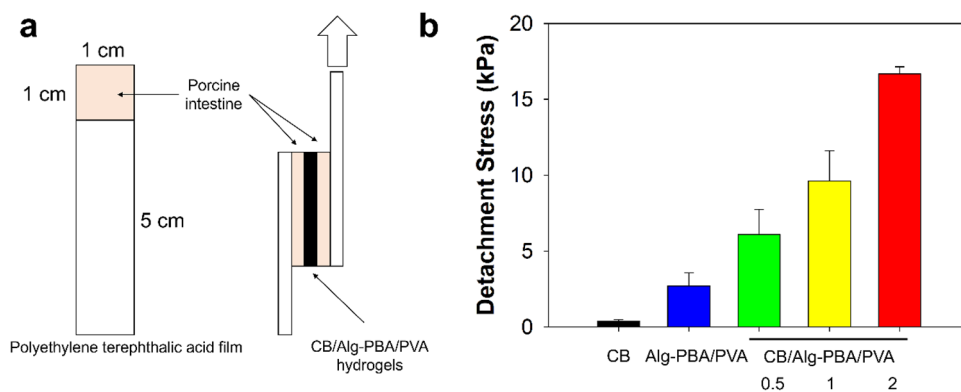 a
1 cm
1 cm
Porcine
intestine
5 cm
Polyethylene terephthalic acid film
CB/Alg-PBA/PVA
hydrogels
b
Detachment Stress (kPa)
20
15
10
5
0
CB
Alg-PBA/PVA
CB/Alg-PBA/PVA
0.5
1
2